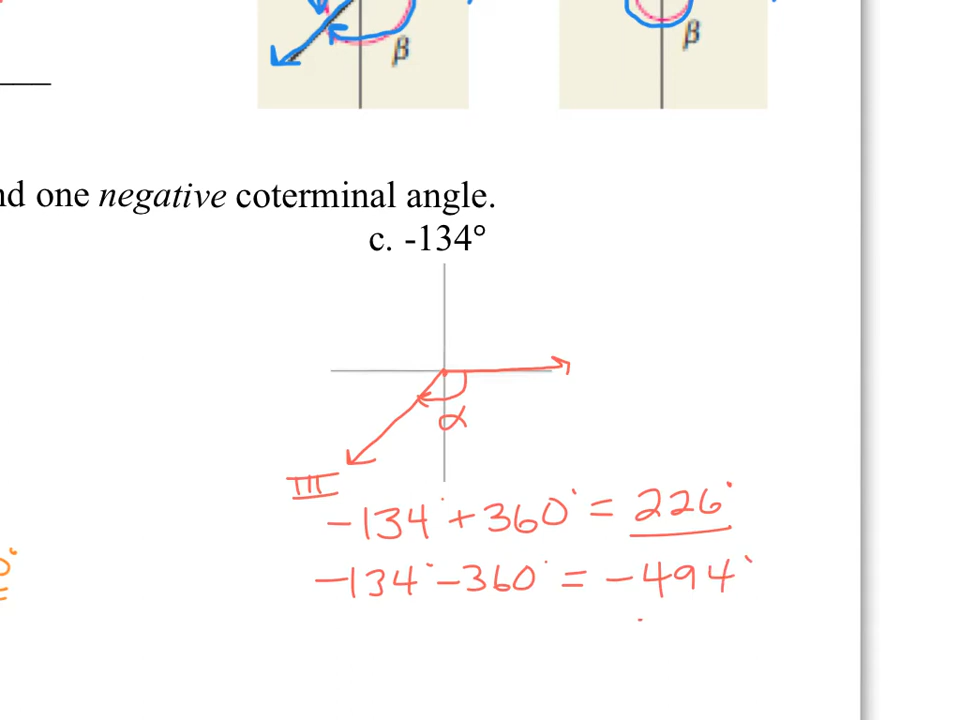 β β
nd one negative coterminal angle.
c. -134°
α
III
-134° + 360° = 226°
-134° - 360° = -494°